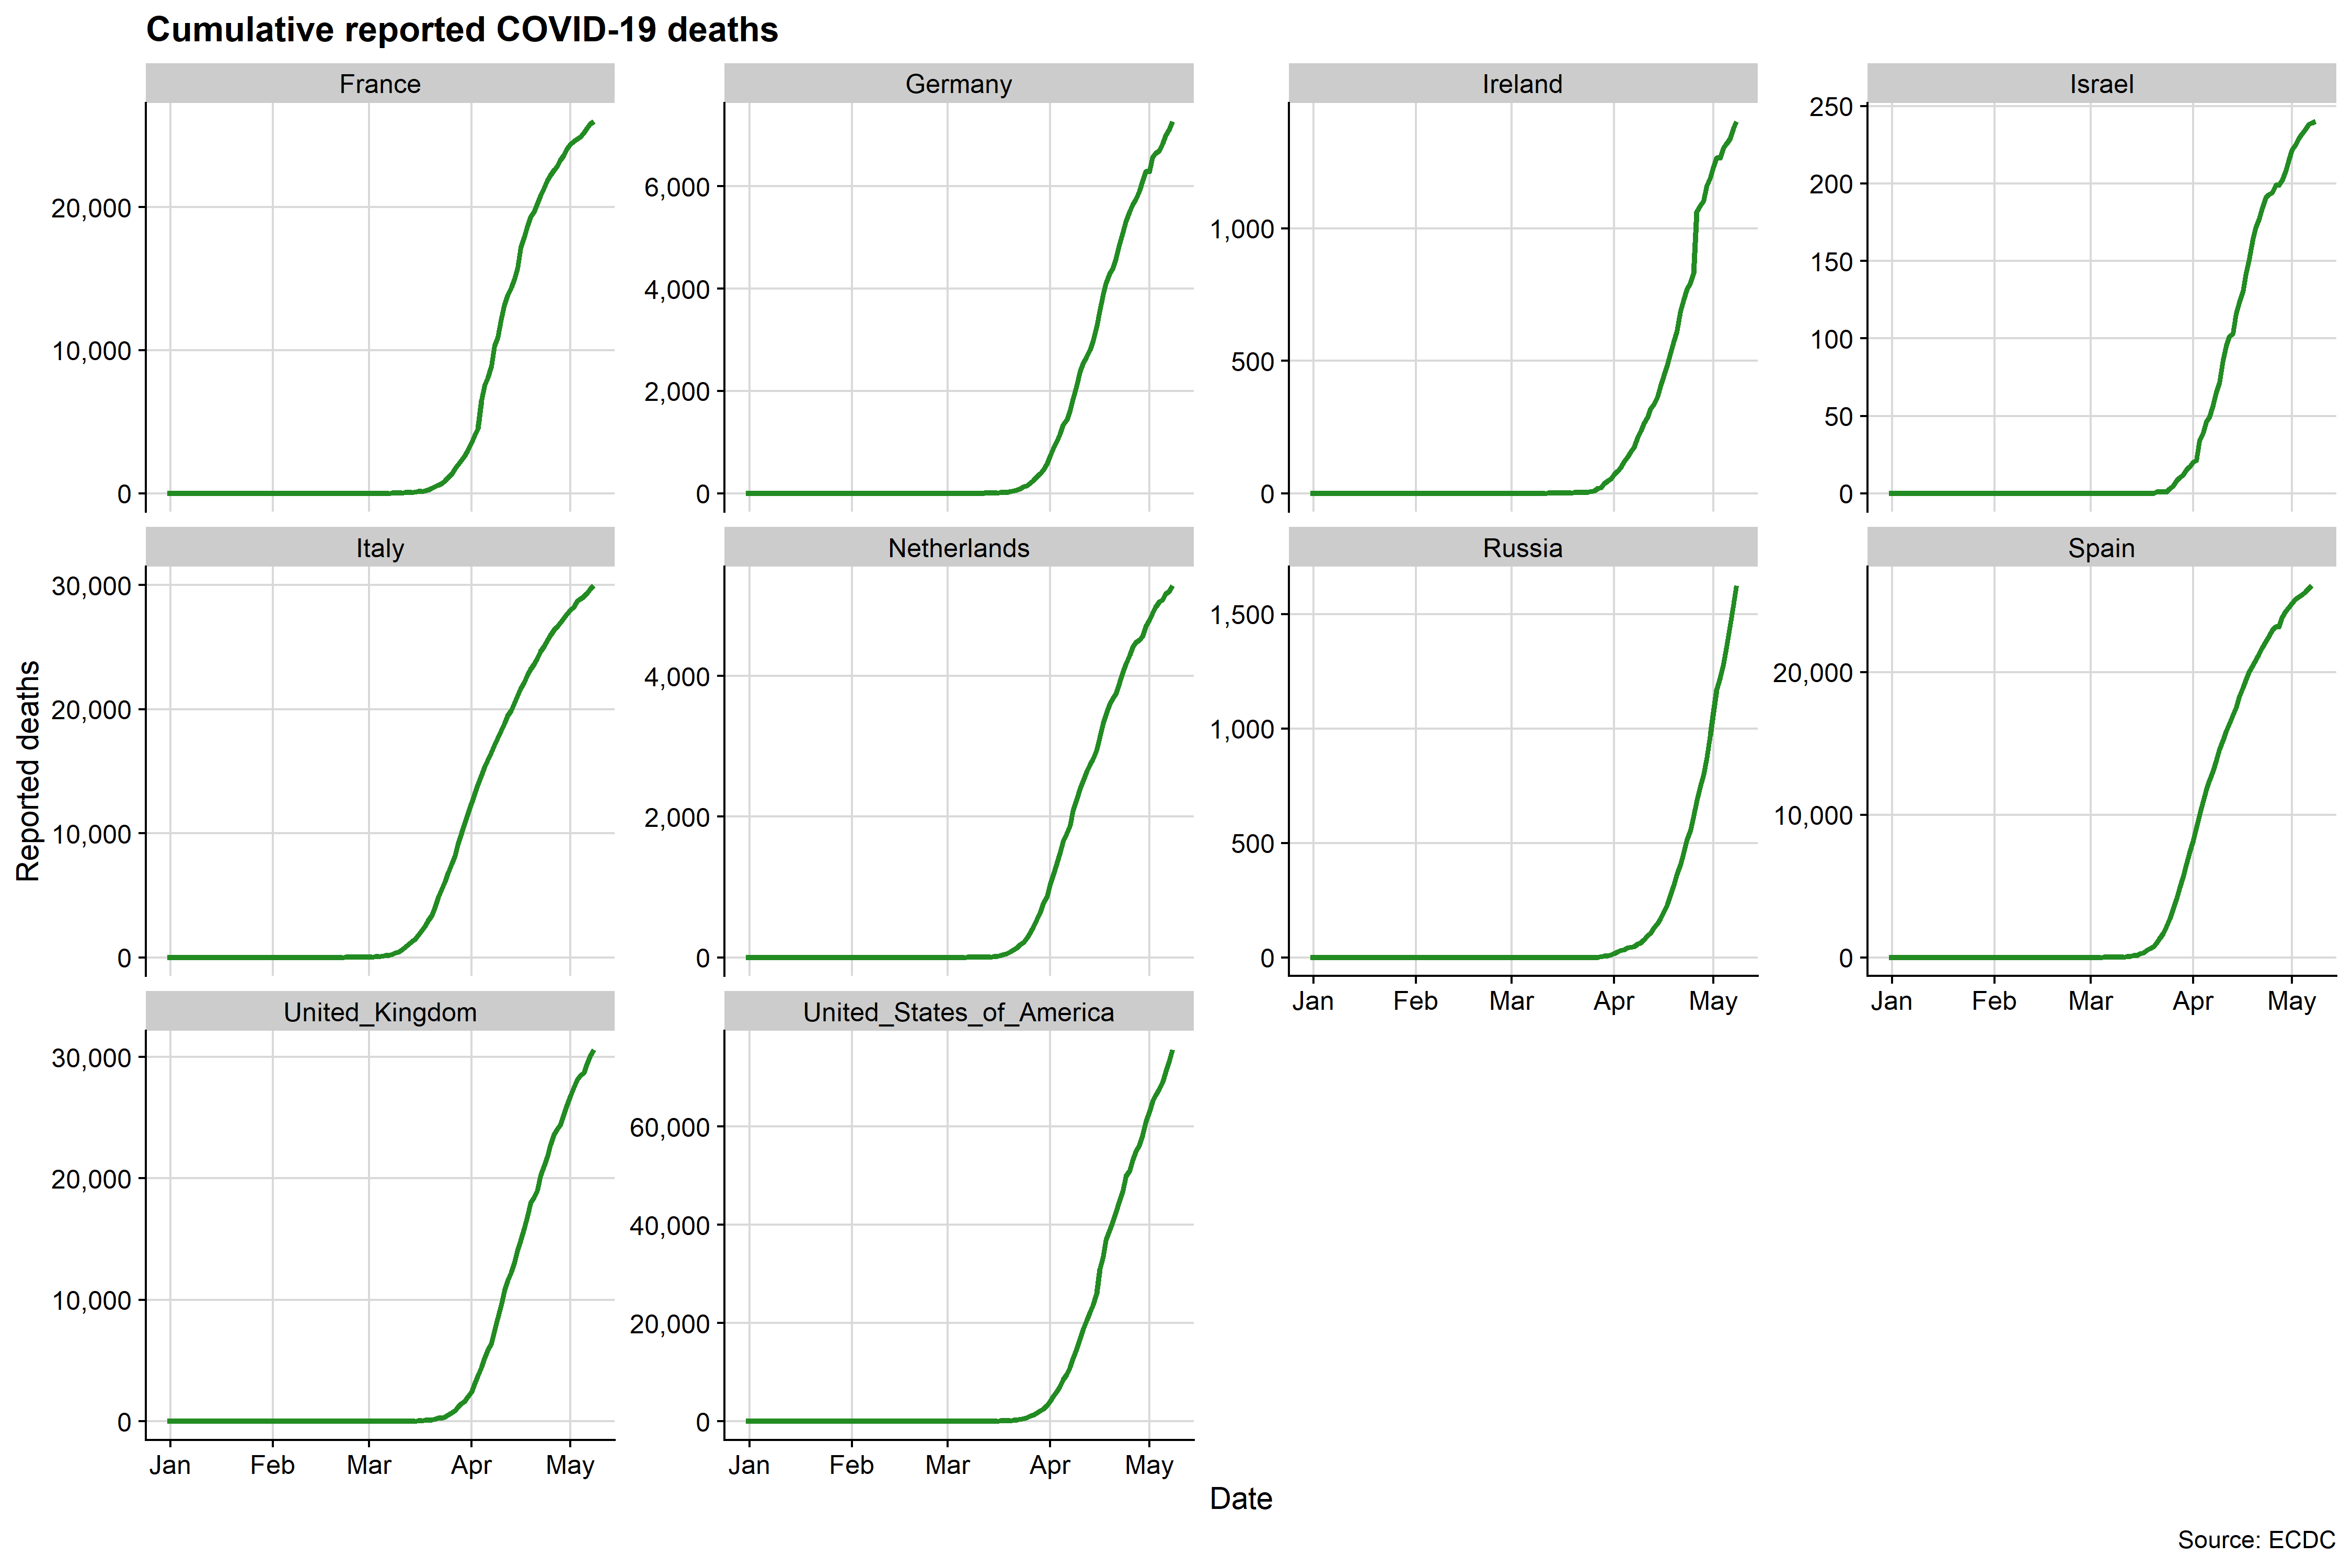 Cumulative reported COVID-19 deaths
France
Germany
Ireland
Israel
20,000
10,000
0
6,000
4,000
2,000
0
1,000
500
0
250
200
150
100
50
0
Italy
Netherlands
Russia
Spain
Reported deaths
30,000
20,000
10,000
0
4,000
2,000
0
1,500
1,000
500
0
20,000
10,000
0
Jan Feb Mar Apr May
Jan Feb Mar Apr May
United_Kingdom
United_States_of_America
30,000
20,000
10,000
0
60,000
40,000
20,000
0
Jan Feb Mar Apr May
Jan Feb Mar Apr May
Date
Source: ECDC